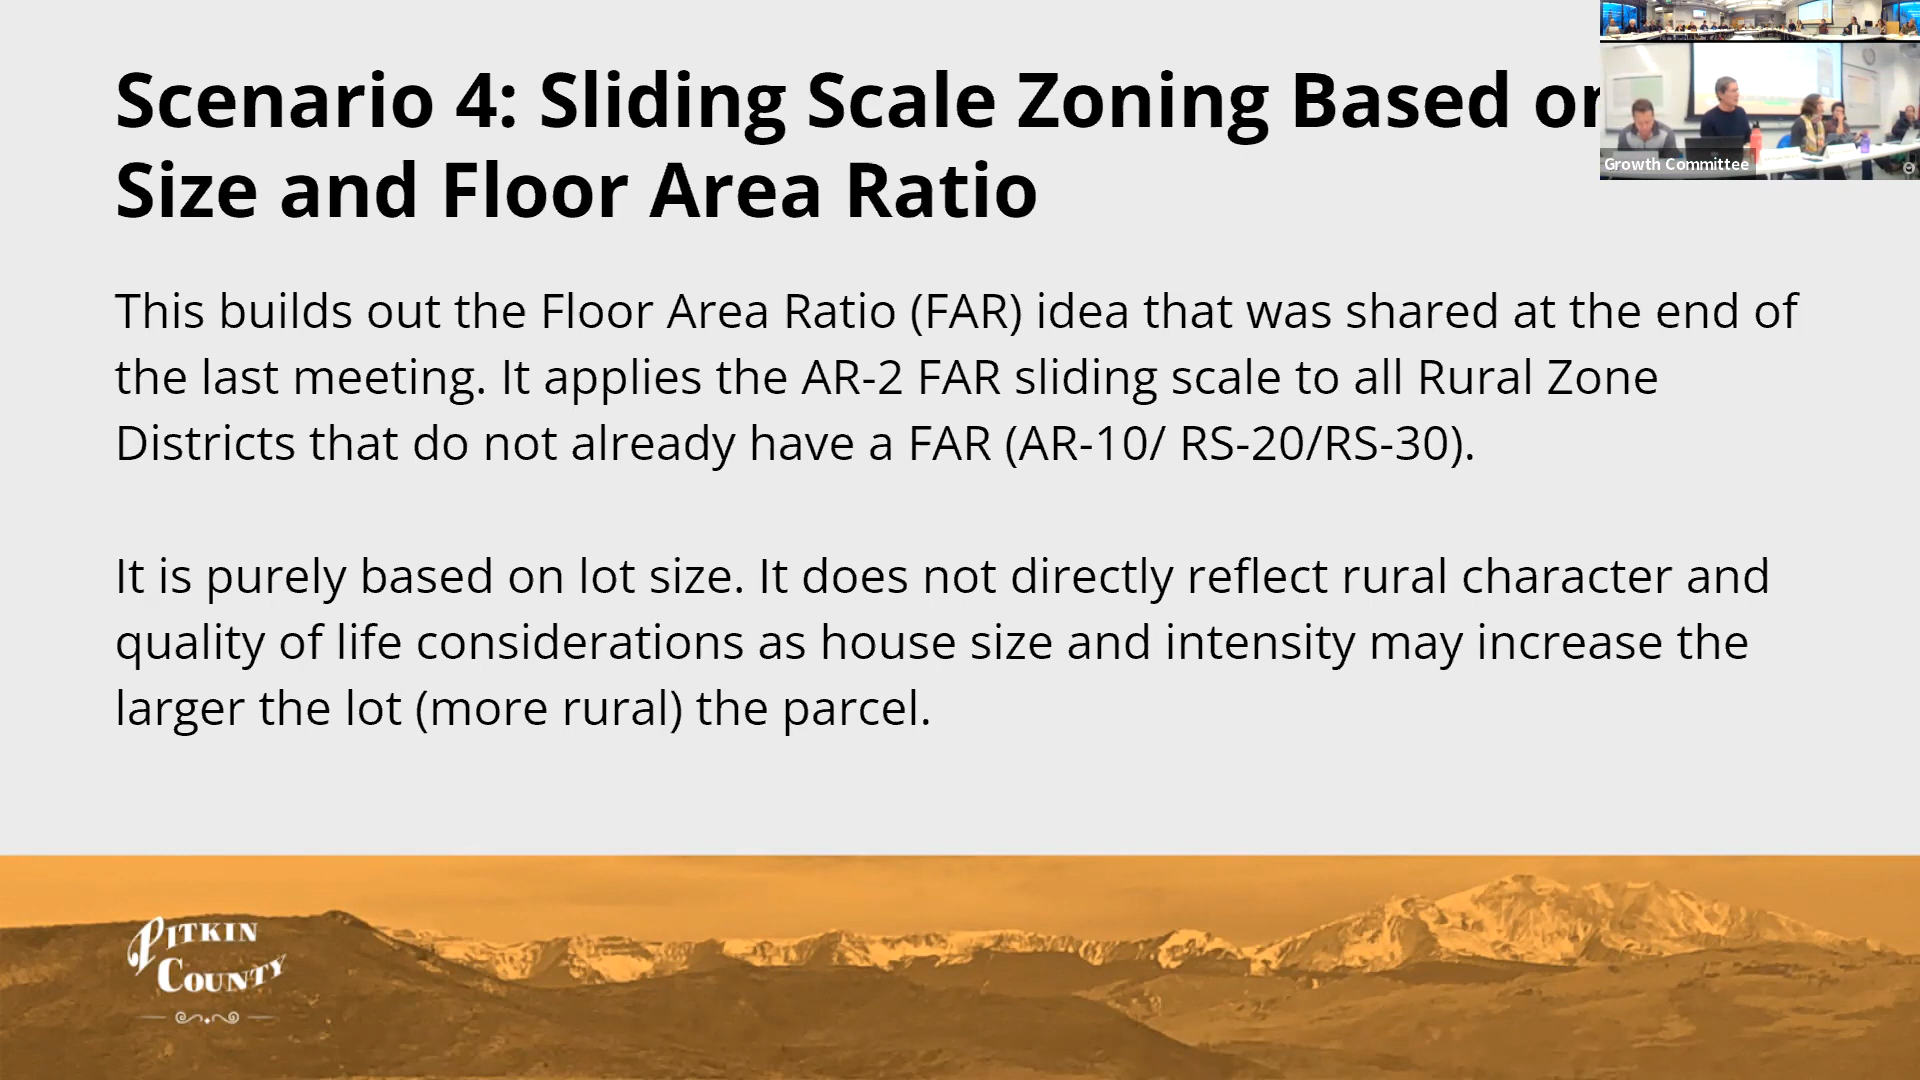 Scenario 4: Sliding Scale Zoning Based on
Size and Floor Area Ratio
Growth Committee
This builds out the Floor Area Ratio (FAR) idea that was shared at the end of
the last meeting. It applies the AR-2 FAR sliding scale to all Rural Zone
Districts that do not already have a FAR (AR-10/ RS-20/RS-30).
It is purely based on lot size. It does not directly reflect rural character and
quality of life considerations as house size and intensity may increase the
larger the lot (more rural) the parcel.
PITKIN
COUNTY